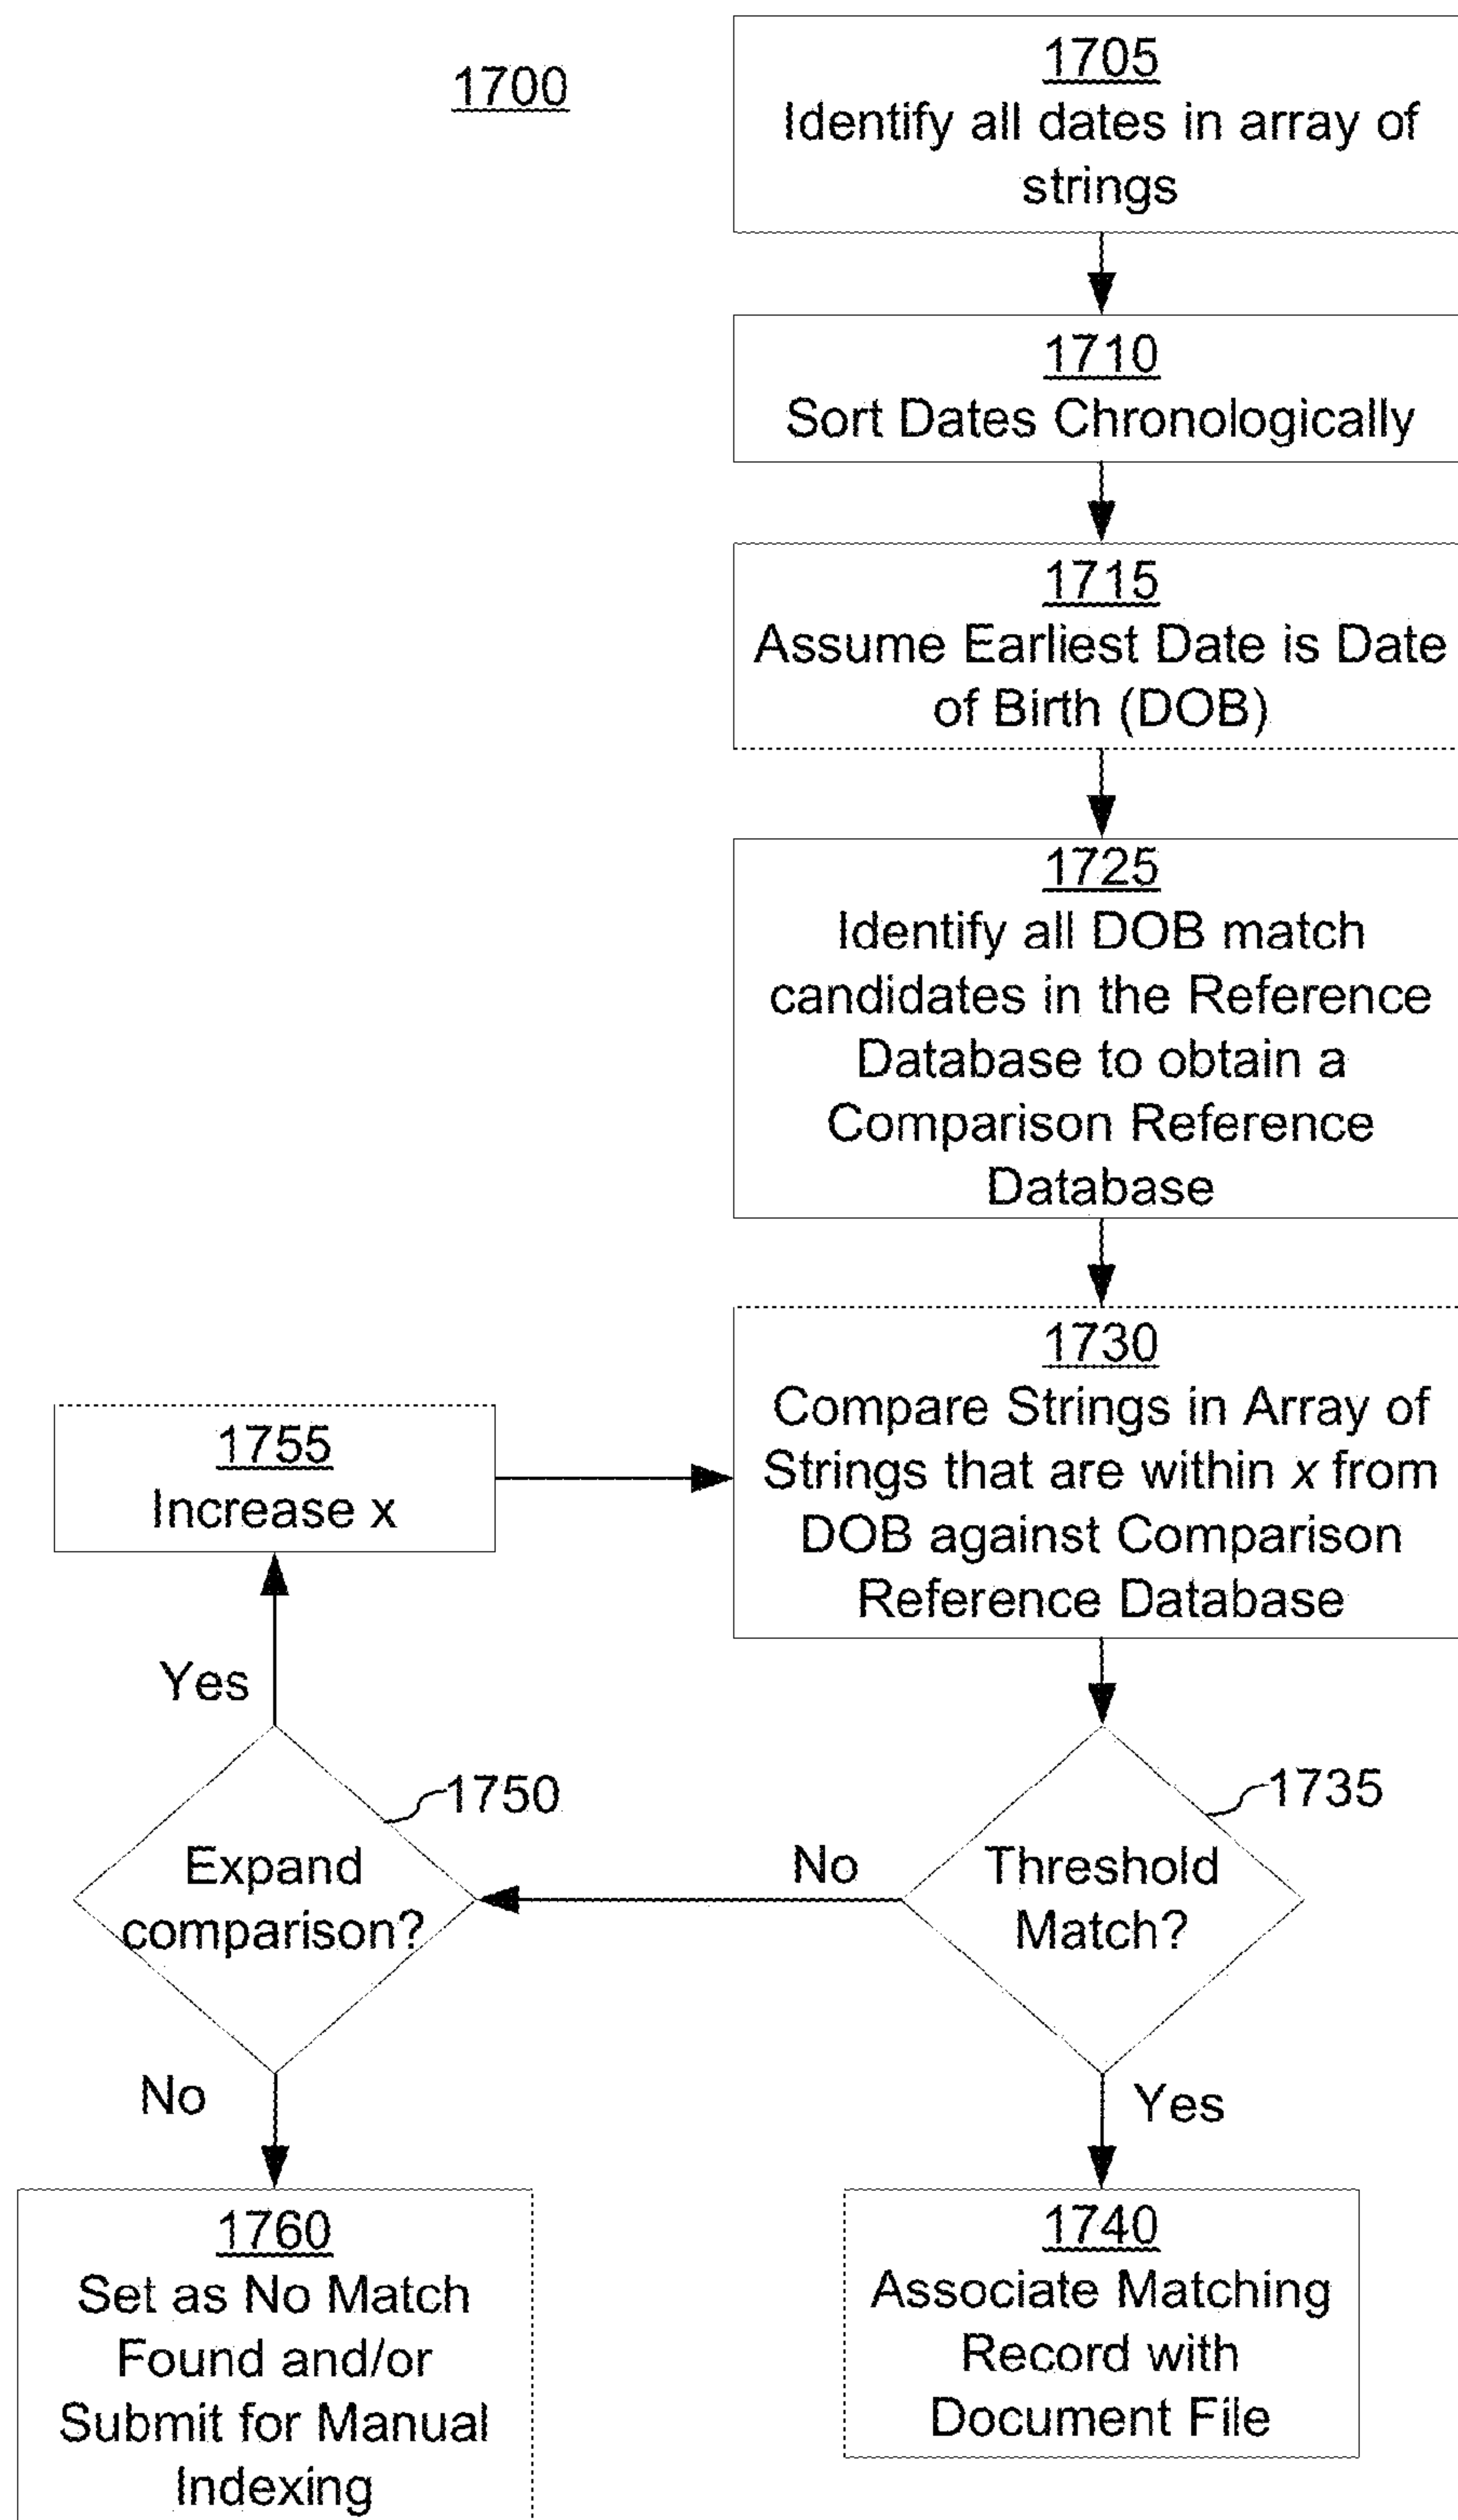 1700
1705
Identify all dates in array of
strings
1710
Sort Dates Chronologically
1715
Assume Earliest Date is Date
of Birth (DOB)
1725
Identify all DOB match
candidates in the Reference
Database to obtain a
Comparison Reference
Database
1730
Compare Strings in Array of
Strings that are within x from
DOB against Comparison
Reference Database
1755
Increase x
Yes
1750
Expand
comparison?
No
1735
Threshold
Match?
No
Yes
1760
Set as No Match
Found and/or
Submit for Manual
Indexing
1740
Associate Matching
Record with
Document File